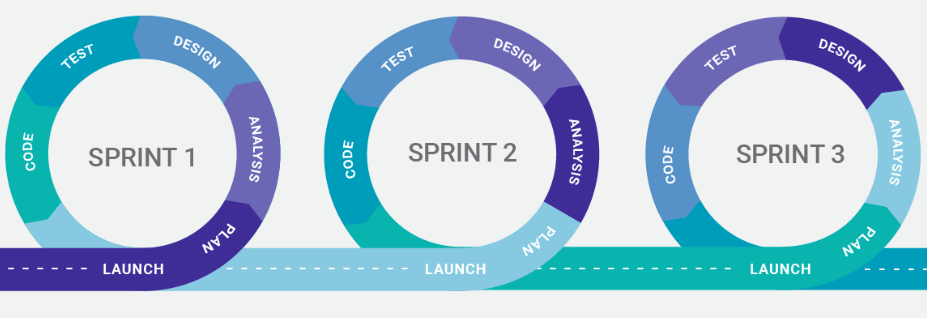 TEST
DESIGN
CODE
SPRINT 1
ANALYSIS
PLAN
LAUNCH
TEST
DESIGN
CODE
SPRINT 2
ANALYSIS
PLAN
LAUNCH
TEST
DESIGN
CODE
SPRINT 3
ANALYSIS
PLAN
LAUNCH